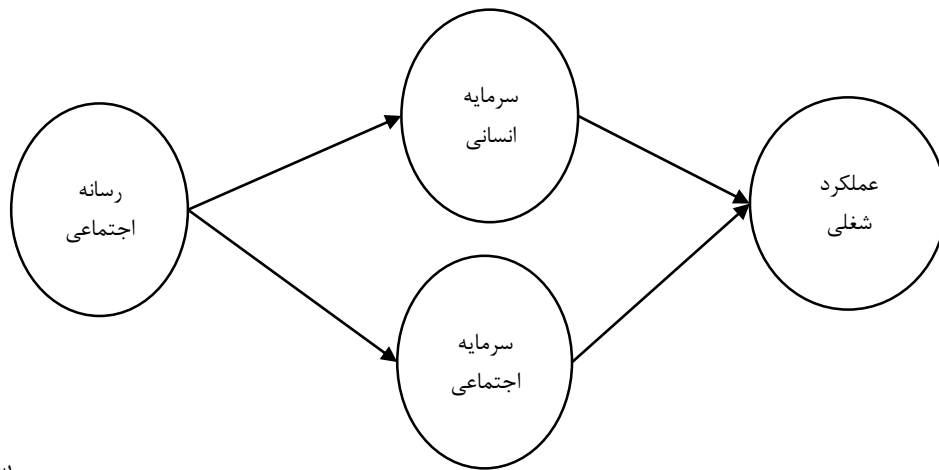 سرمایه
انسانی
رسانه
اجتماعی
عملکرد
شغلی
سرمایه
اجتماعی